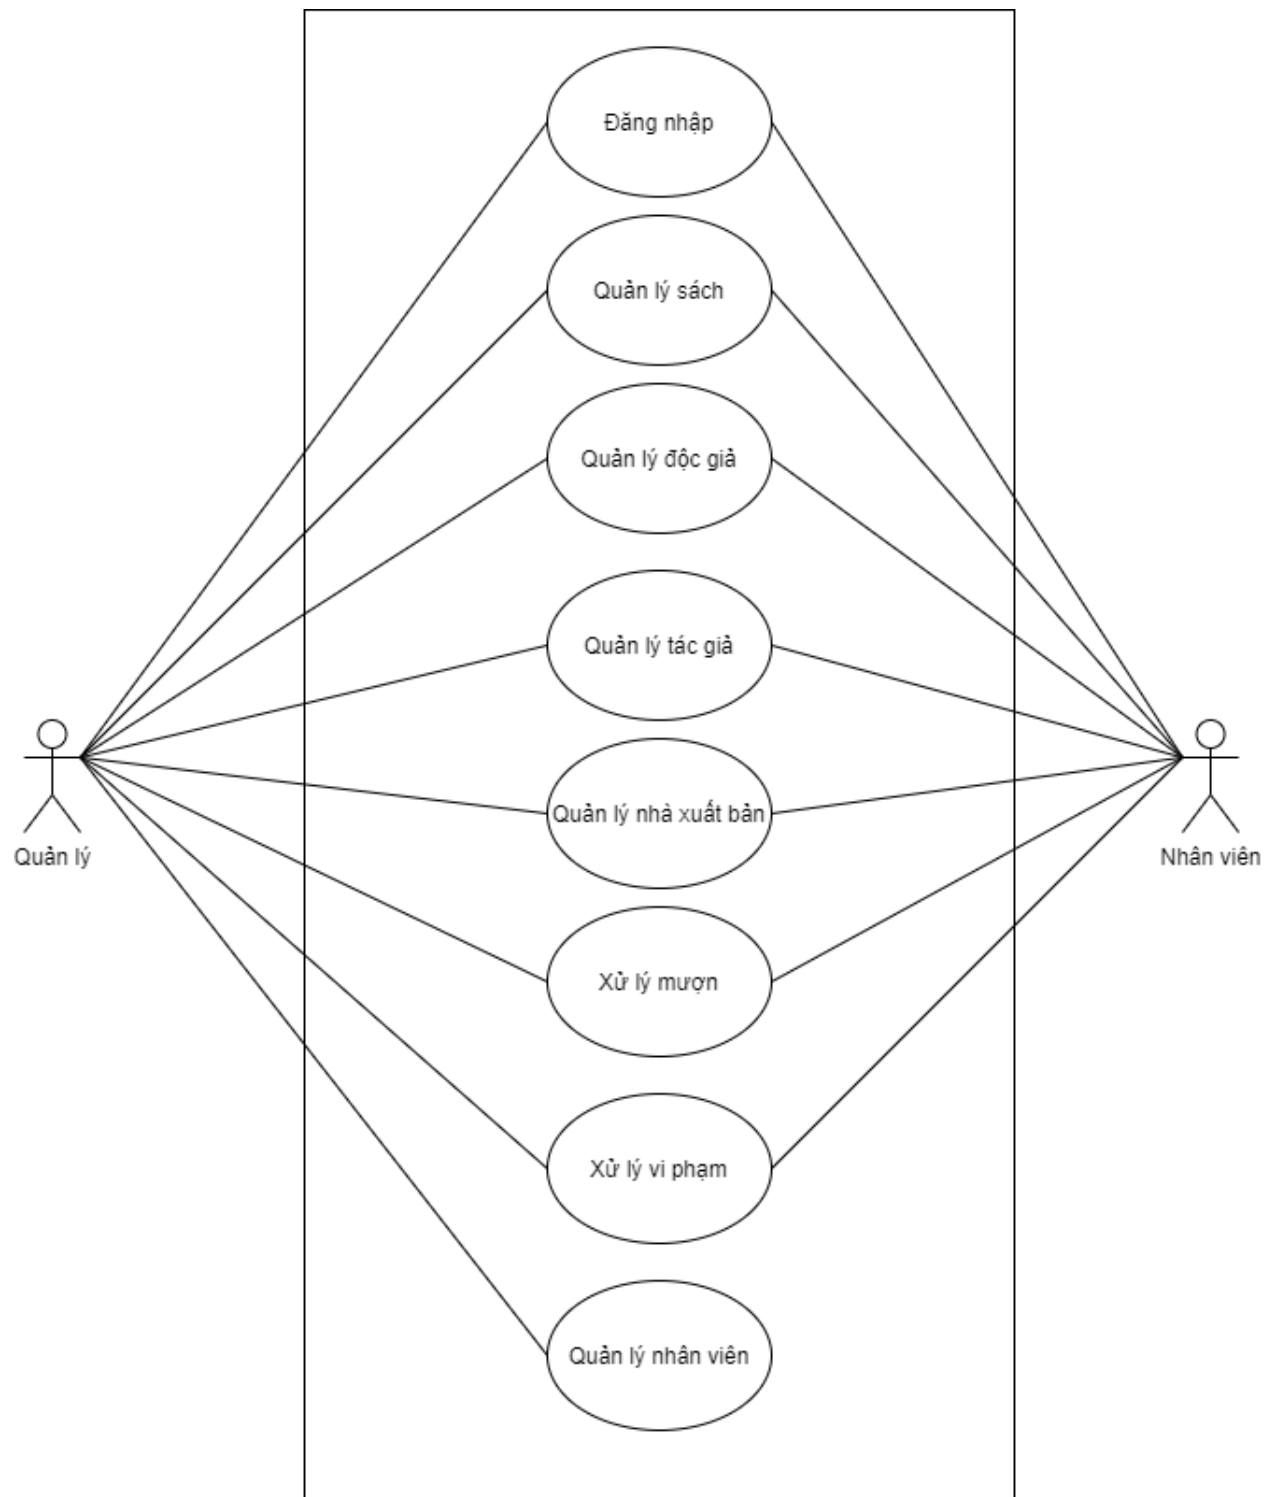 Đăng nhập
Quản lý sách
Quản lý độc giả
Quản lý tác giả
Quản lý nhà xuất bản
Quản lý
Nhân viên
Xử lý mượn
Xử lý vi phạm
Quản lý nhân viên